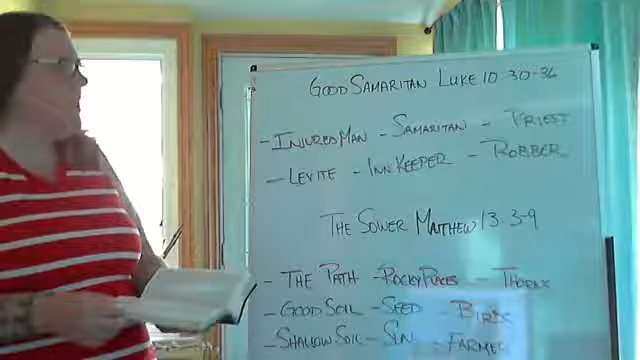 Good Samaritan Luke 10-30-36
- Injured Man - Samaritan - Priest
- Levite - Inn Keeper - Robber
The Sower Matthew 13 3-9
- The Path - Rocky Places - Thorns
- Good Soil - Seed - Birds
- Shallow Soil - Sun - Farmer